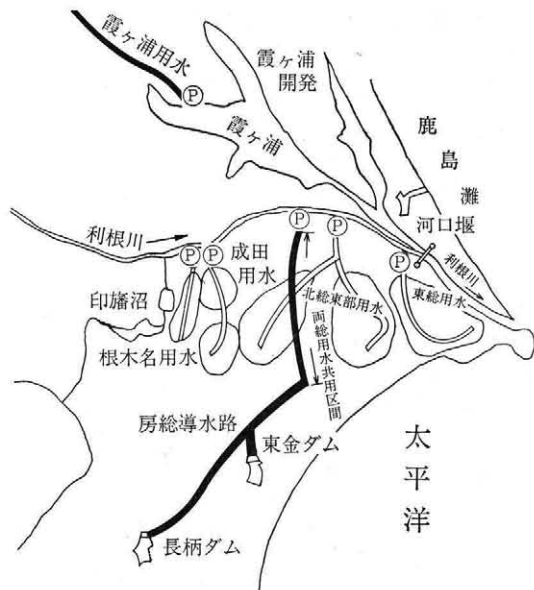 霞ヶ浦用水
霞ヶ浦
開発
Ⓟ
霞ヶ浦
鹿島灘
河口堰
利根川
利根川
Ⓟ
Ⓟ
成田
用水
Ⓟ
Ⓟ
Ⓟ
印旛沼
北総東部用水
東総用水
根木名用水
両総用水共用区間
房総導水路
東金ダム
太平洋
長柄ダム